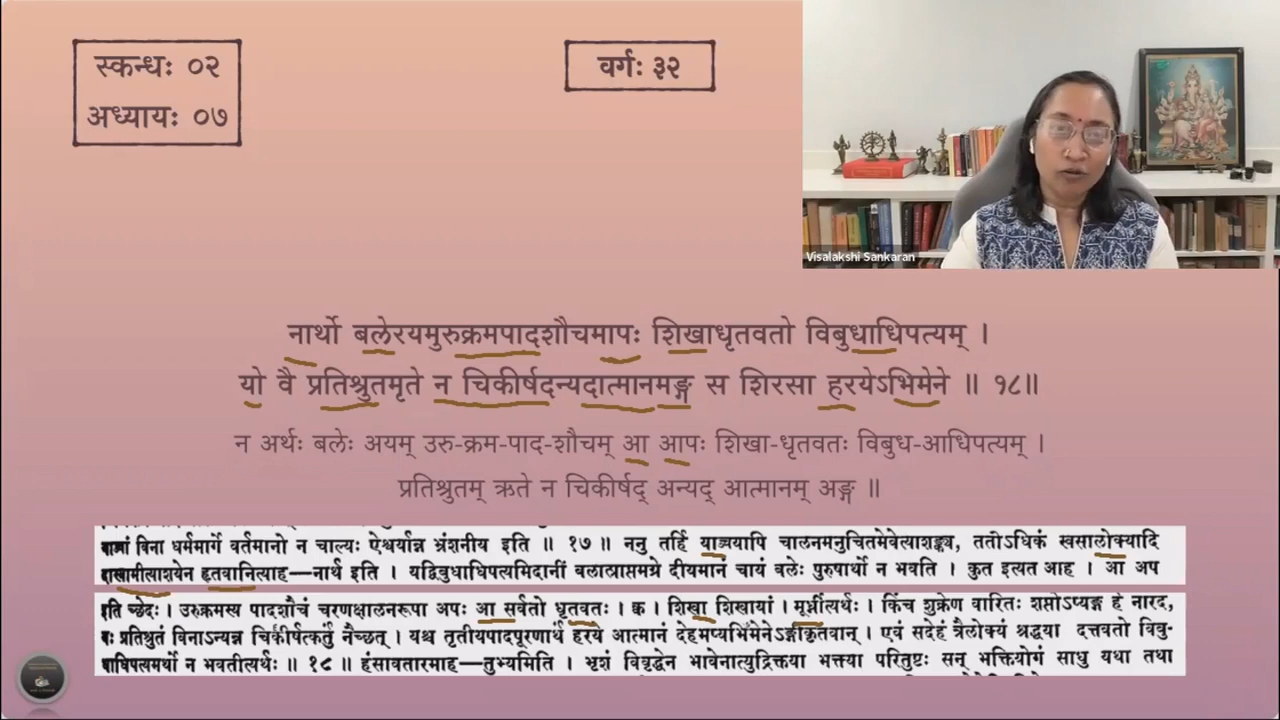 स्कन्धः ०२
अध्यायः ०७
वर्गः ३२
Visalakshi Sankaran
नार्थो बलेरयमुरुक्रमपादशौचमापः शिखाधृतवतो विबुधाधिपत्यम् ।
यो वै प्रतिश्रुतमृते न चिकीर्षदन्यदात्मानमङ्ग स शिरसा हरयेऽभिमेने ॥ १८॥
न अर्थः बलेः अयम् उरु-क्रम-पाद-शौचम् आ आपः शिखा-धृतवतः विबुध-आधिपत्यम् ।
प्रतिश्रुतम् ऋते न चिकीर्षद् अन्यद् आत्मानम् अङ्ग ॥
विना धर्ममार्गे वर्तमानो न चाल्यः ऐश्वर्यान्न भ्रंशनीय इति ॥ १७ ॥ ननु तर्हि याञ्चयापि चालनमनुचितमेवेत्याशङ्क्य, ततोऽधिकं स्वसालोक्यादि
दास्यामीत्याशयेन हृतवानित्याह—नार्थ इति । यद्विबुधाधिपत्यमिदानीं बलात्प्राप्तमग्रे दीयमानं चायं बलेः पुरुषार्थो न भवति । कुत इत्यत आह । आ अप
इति च्छेदः । उरुक्रमस्य पादशौचं चरणक्षालनरूपा अपः आ सर्वतो धृतवतः । क्व । शिखा शिखायां । मूर्ध्नीत्यर्थः । किंच शुक्रेण वारितः शप्तोऽप्यङ्ग हे नारद,
यः प्रतिश्रुतं विनाऽन्यन्न चिकीर्षत्कर्तुं नैच्छत् । यश्च तृतीयपादपूरणार्थं हरये आत्मानं देहमप्यभिमेनेऽङ्गीकृतवान् । एवं सदेहं त्रैलोक्यं श्रद्धया दत्तवतो विबु-
धाधिपत्यमर्थो न भवतीत्यर्थः ॥ १८ ॥ हंसावतारमाह—तुभ्यमिति । भृशं विवृद्धेन भावेनात्युद्रिक्तया भक्त्या परितुष्टः सन् भक्तियोगं साधु यथा तथा